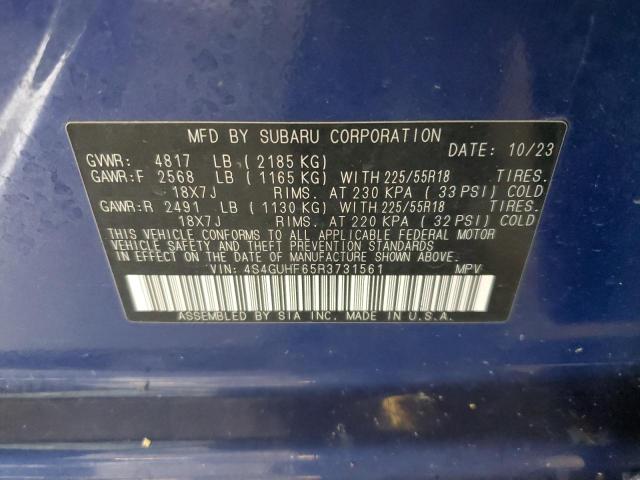 MFD BY SUBARU CORPORATION
DATE: 10/23
GVWR: 4817 LB (2185 KG)
GAWR:F 2568 LB (1165 KG) WITH 225/55R18 TIRES.
18X7J RIMS. AT 230 KPA (33 PSI) COLD
GAWR:R 2491 LB (1130 KG) WITH 225/55R18 TIRES.
18X7J RIMS. AT 220 KPA (32 PSI) COLD
THIS VEHICLE CONFORMS TO ALL APPLICABLE FEDERAL MOTOR
VEHICLE SAFETY AND THEFT PREVENTION STANDARDS
IN EFFECT ON THE DATE OF MANUFACTURE SHOWN ABOVE.
VIN: 4S4GUHF65R3731561 MPV
ASSEMBLED BY SIA INC. MADE IN U.S.A.